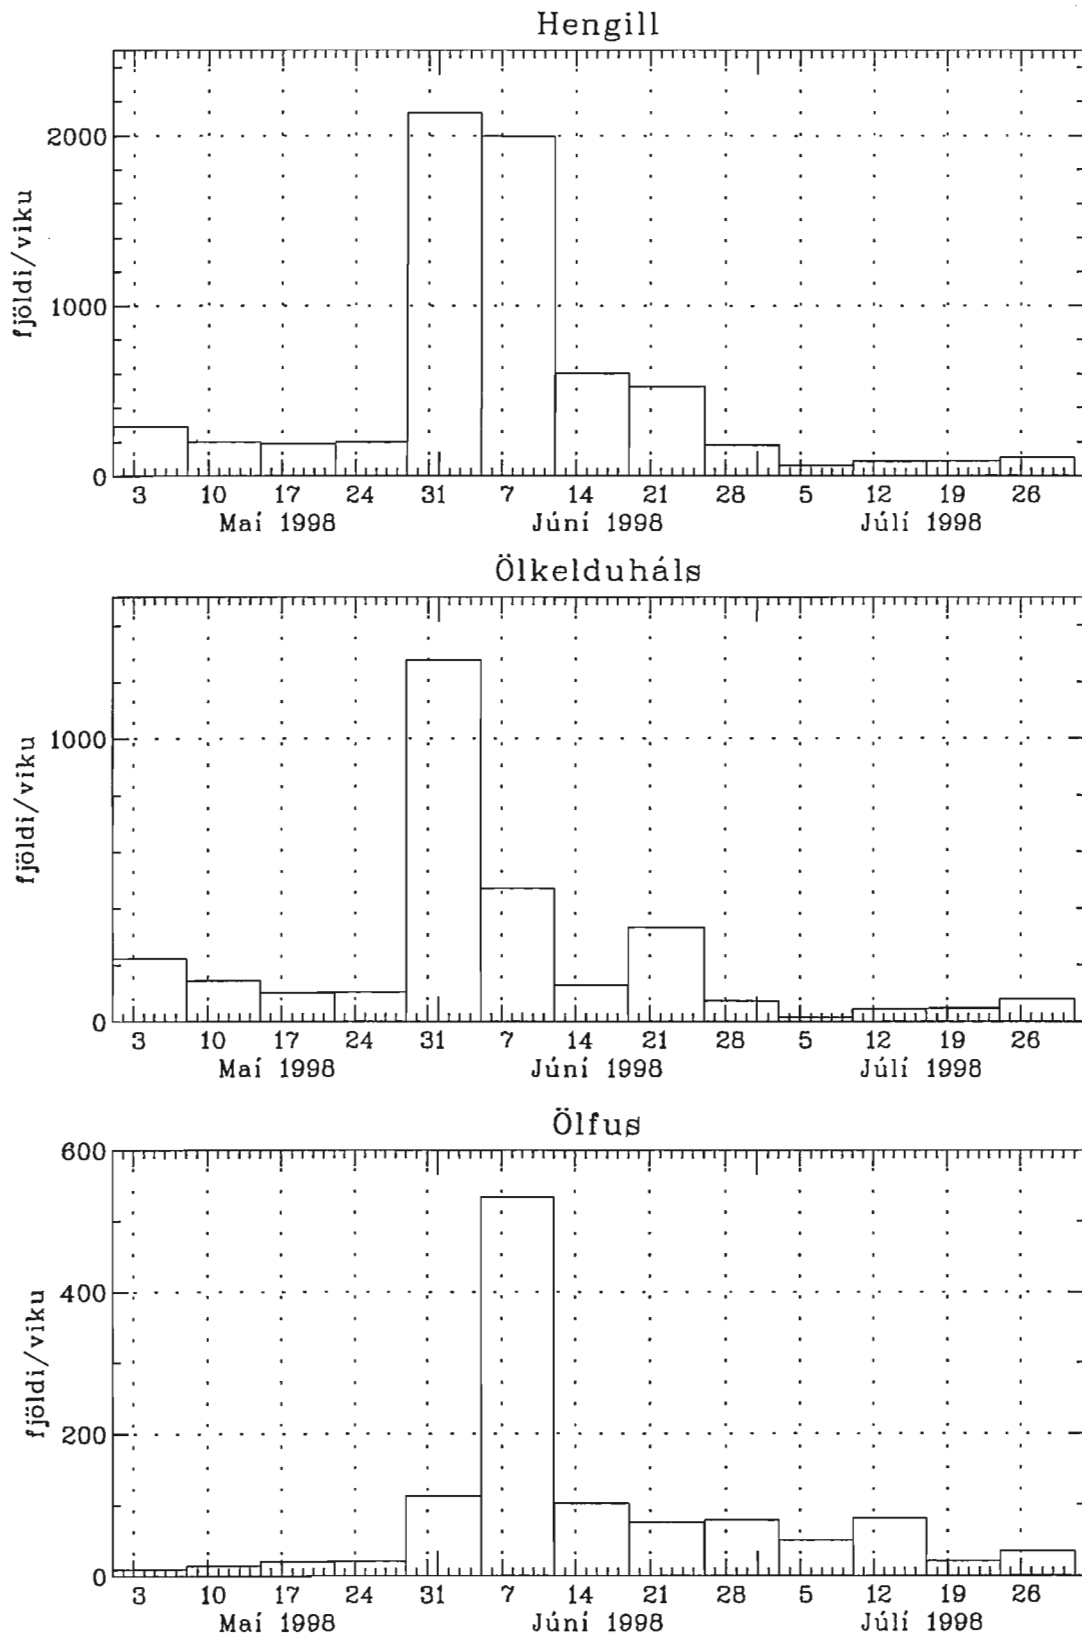 Hengill
fjöldi/viku
2000
1000
0
3 10 17 24 31 7 14 21 28 5 12 19 26
Maí 1998 Júní 1998 Júlí 1998
Ölkelduháls
fjöldi/viku
1000
0
3 10 17 24 31 7 14 21 28 5 12 19 26
Maí 1998 Júní 1998 Júlí 1998
Ölfus
fjöldi/viku
600
400
200
0
3 10 17 24 31 7 14 21 28 5 12 19 26
Maí 1998 Júní 1998 Júlí 1998